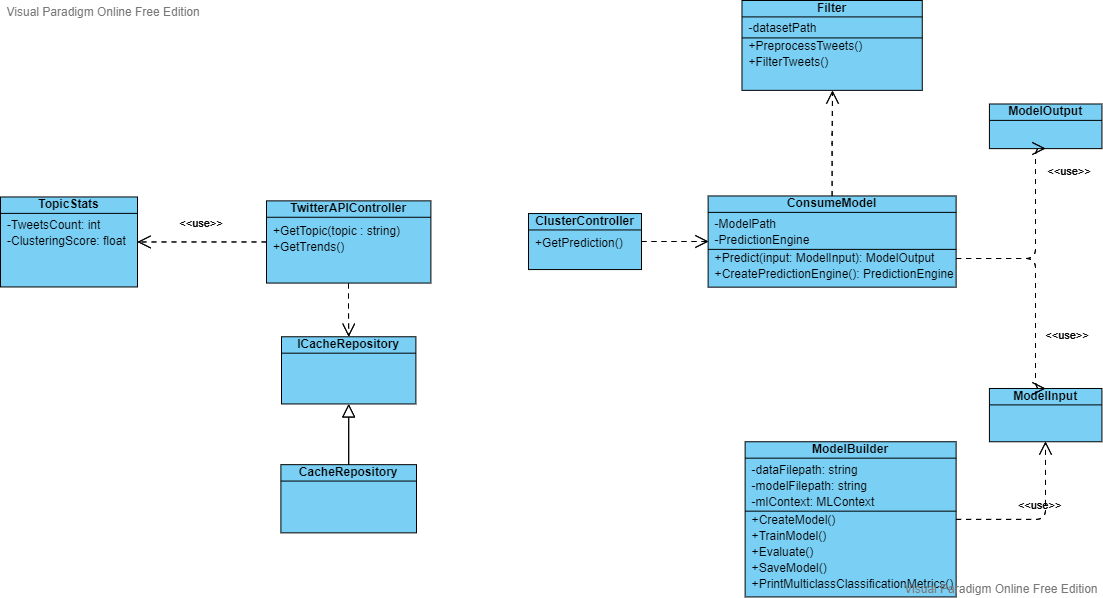 Visual Paradigm Online Free Edition
Filter
-datasetPath
+PreprocessTweets()
+FilterTweets()
ModelOutput
<<use>>
TopicStats
-TweetsCount: int
-ClusteringScore: float
<<use>>
TwitterAPIController
+GetTopic(topic : string)
+GetTrends()
ClusterController
+GetPrediction()
ConsumeModel
-ModelPath
-PredictionEngine
+Predict(input: ModelInput): ModelOutput
+CreatePredictionEngine(): PredictionEngine
ICacheRepository
<<use>>
ModelInput
CacheRepository
ModelBuilder
-dataFilepath: string
-modelFilepath: string
-mlContext: MLContext
+CreateModel()
+TrainModel()
+Evaluate()
+SaveModel()
+PrintMulticlassClassificationMetrics()
<<use>>
Visual Paradigm Online Free Edition